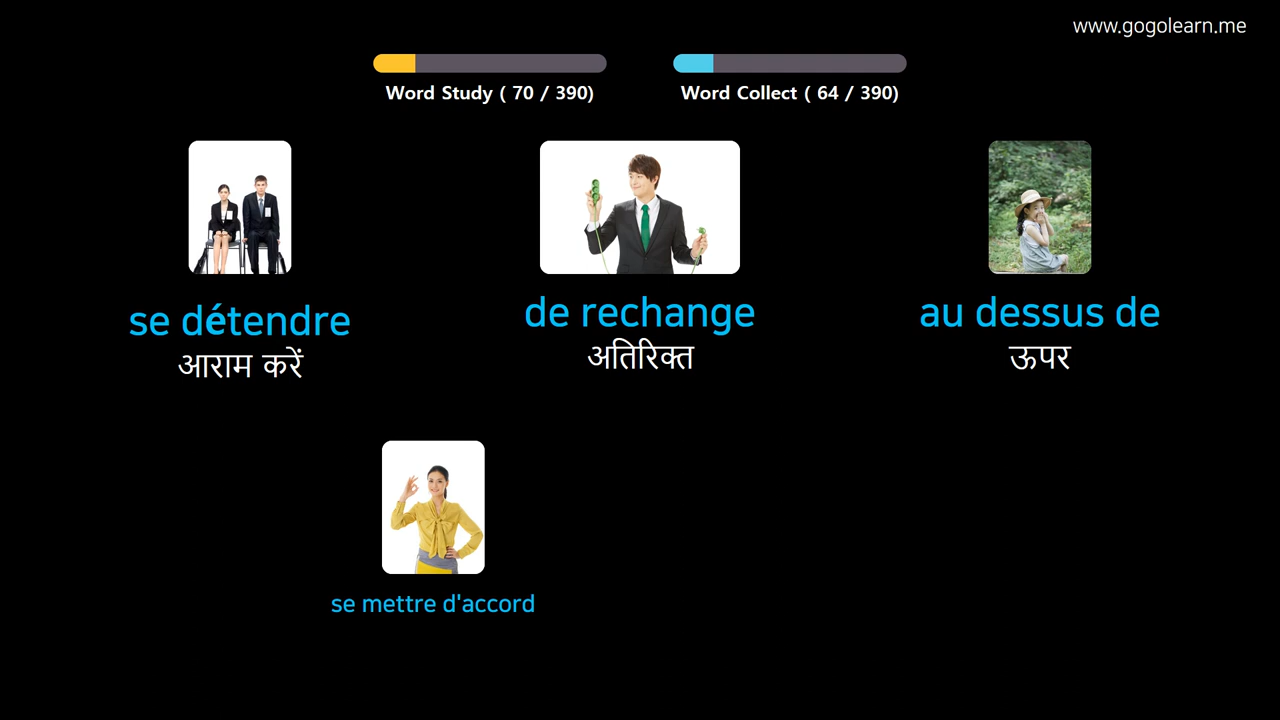 www.gogolearn.me
Word Study ( 70 / 390)
Word Collect ( 64 / 390)
se détendre
आराम करें
de rechange
अतिरिक्त
au dessus de
ऊपर
se mettre d'accord